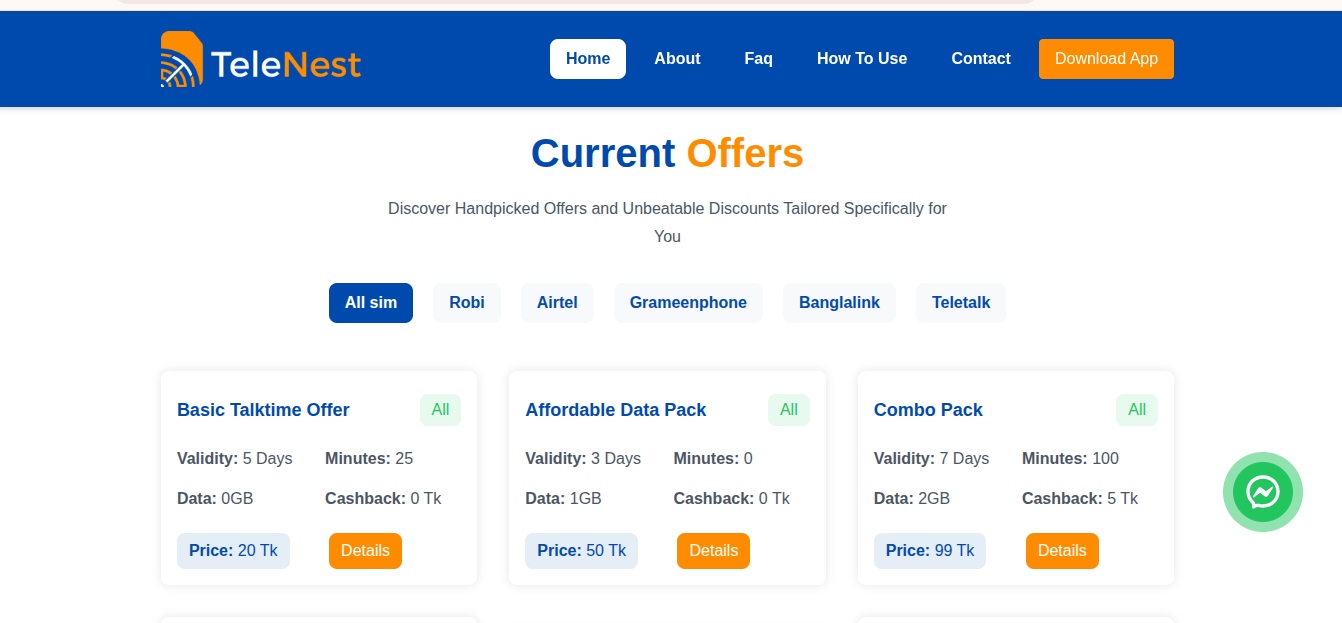 TeleNest
Home About Faq How To Use Contact Download App
Current Offers
Discover Handpicked Offers and Unbeatable Discounts Tailored Specifically for
You
All sim Robi Airtel Grameenphone Banglalink Teletalk
Basic Talktime Offer All
Validity: 5 Days Minutes: 25
Data: 0GB Cashback: 0 Tk
Price: 20 Tk Details
Affordable Data Pack All
Validity: 3 Days Minutes: 0
Data: 1GB Cashback: 0 Tk
Price: 50 Tk Details
Combo Pack All
Validity: 7 Days Minutes: 100
Data: 2GB Cashback: 5 Tk
Price: 99 Tk Details